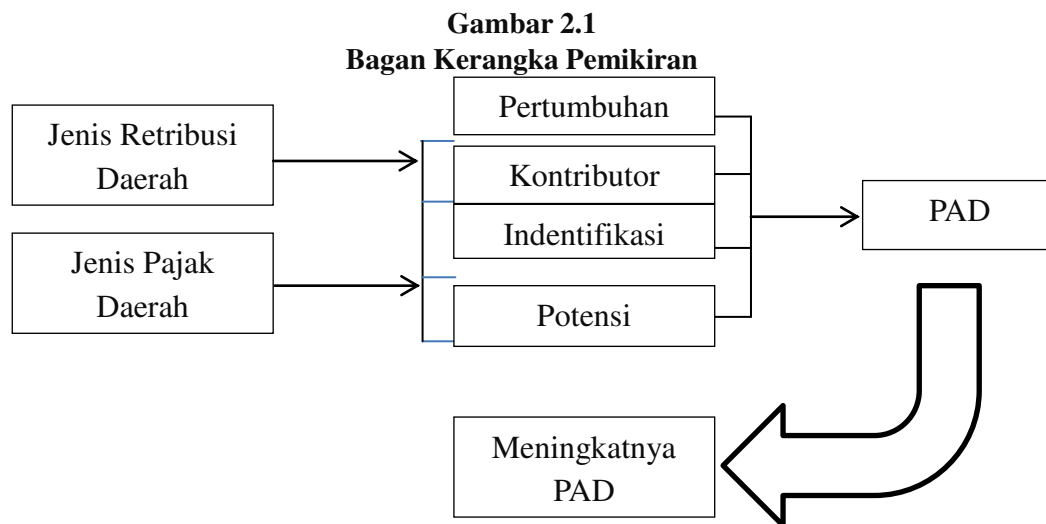 Gambar 2.1
Bagan Kerangka Pemikiran
Jenis Retribusi
Daerah
Jenis Pajak
Daerah
Pertumbuhan
Kontributor
Indentifikasi
Potensi
PAD
Meningkatnya
PAD